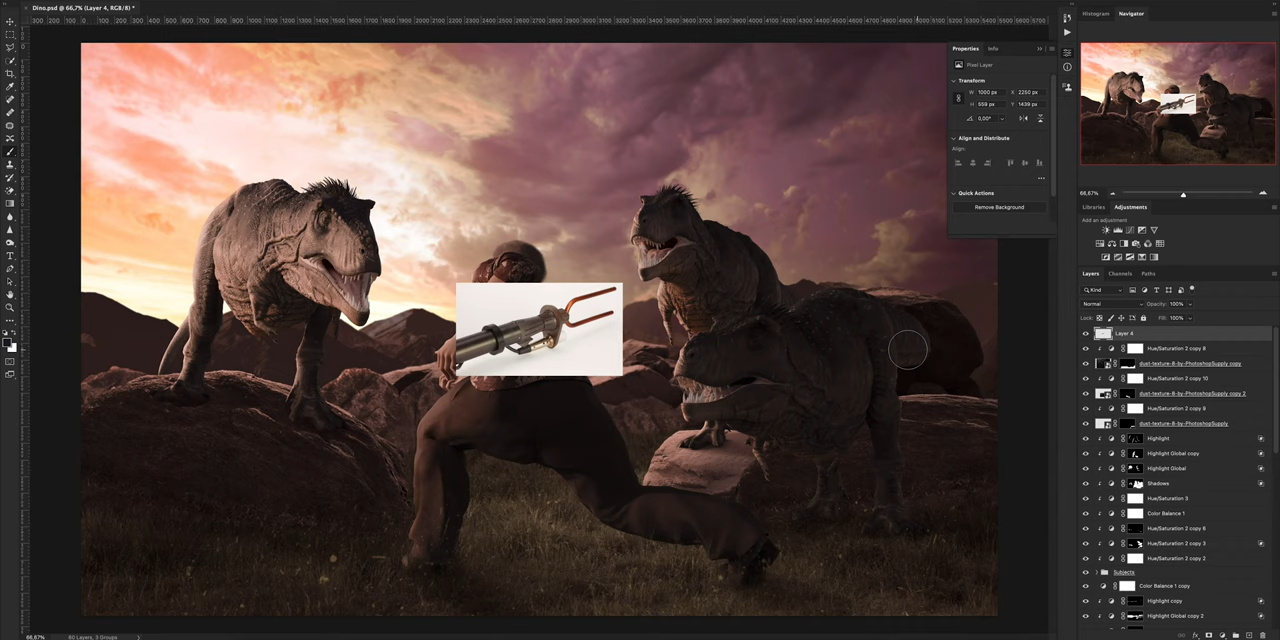 Dino.psd @ 66,7% (Layer 4, RGB/8) *
Histogram Navigator
Properties Info
Pixel Layer
Transform
W: 1000 px X: 2250 px
H: 559 px Y: 1439 px
0,00°
Align and Distribute
Align:
Quick Actions
Remove Background
66,67%
Libraries Adjustments
Add an adjustment
Layers Channels Paths
Kind
Normal Opacity: 100%
Lock: Fill: 100%
Layer 4
Hue/Saturation 2 copy 8
dust-texture-8-by-PhotoshopSupply copy
Hue/Saturation 2 copy 10
dust-texture-8-by-PhotoshopSupply copy 2
Hue/Saturation 2 copy 9
dust-texture-8-by-PhotoshopSupply
Highlight
Highlight Global copy
Highlight Global
Shadows
Hue/Saturation 3
Color Balance 1
Hue/Saturation 2 copy 6
Hue/Saturation 2 copy 3
Hue/Saturation 2 copy 2
Subjects
Color Balance 1 copy
Highlight copy
Highlight Global copy 2
66,67% 80 Layers, 3 Groups